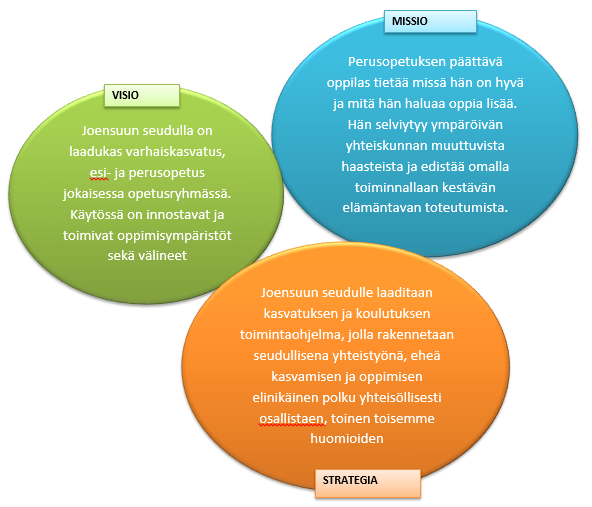 MISSIO
Perusopetuksen päättävä
oppilas tietää missä hän on hyvä
ja mitä hän haluaa oppia lisää.
Hän selviytyy ympäröivän
yhteiskunnan muuttuvista
haasteista ja edistää omalla
toiminnallaan kestävän
elämäntavan toteutumista.
VISIO
Joensuun seudulla on
laadukas varhaiskasvatus,
esi- ja perusopetus
jokaisessa opetusryhmässä.
Käytössä on innostavat ja
toimivat oppimisympäristöt
sekä välineet
Joensuun seudulle laaditaan
kasvatuksen ja koulutuksen
toimintaohjelma, jolla rakennetaan
seudullisena yhteistyönä, eheä
kasvamisen ja oppimisen
elinikäinen polku yhteisöllisesti
osallistaen, toinen toisemme
huomioiden
STRATEGIA